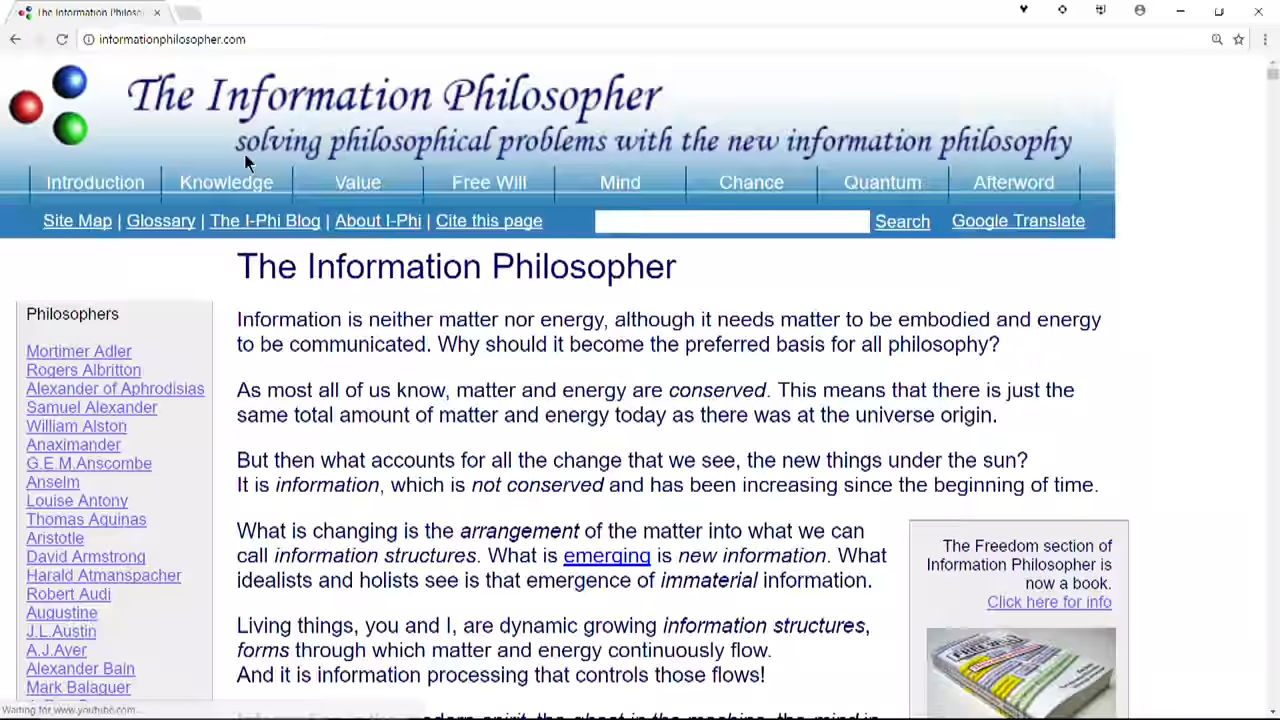 The Information Philosop
informationphilosopher.com
The Information Philosopher
solving philosophical problems with the new information philosophy
Introduction Knowledge Value Free Will Mind Chance Quantum Afterword
Site Map | Glossary | The I-Phi Blog | About I-Phi | Cite this page Search Google Translate
The Information Philosopher
Philosophers
Mortimer Adler
Rogers Albritton
Alexander of Aphrodisias
Samuel Alexander
William Alston
Anaximander
G.E.M.Anscombe
Anselm
Louise Antony
Thomas Aquinas
Aristotle
David Armstrong
Harald Atmanspacher
Robert Audi
Augustine
J.L.Austin
A.J.Ayer
Alexander Bain
Mark Balaguer
Information is neither matter nor energy, although it needs matter to be embodied and energy
to be communicated. Why should it become the preferred basis for all philosophy?
As most all of us know, matter and energy are conserved. This means that there is just the
same total amount of matter and energy today as there was at the universe origin.
But then what accounts for all the change that we see, the new things under the sun?
It is information, which is not conserved and has been increasing since the beginning of time.
What is changing is the arrangement of the matter into what we can
call information structures. What is emerging is new information. What
idealists and holists see is that emergence of immaterial information.
Living things, you and I, are dynamic growing information structures,
forms through which matter and energy continuously flow.
And it is information processing that controls those flows!
The Freedom section of
Information Philosopher is
now a book.
Click here for info
Waiting for www.youtube.com...